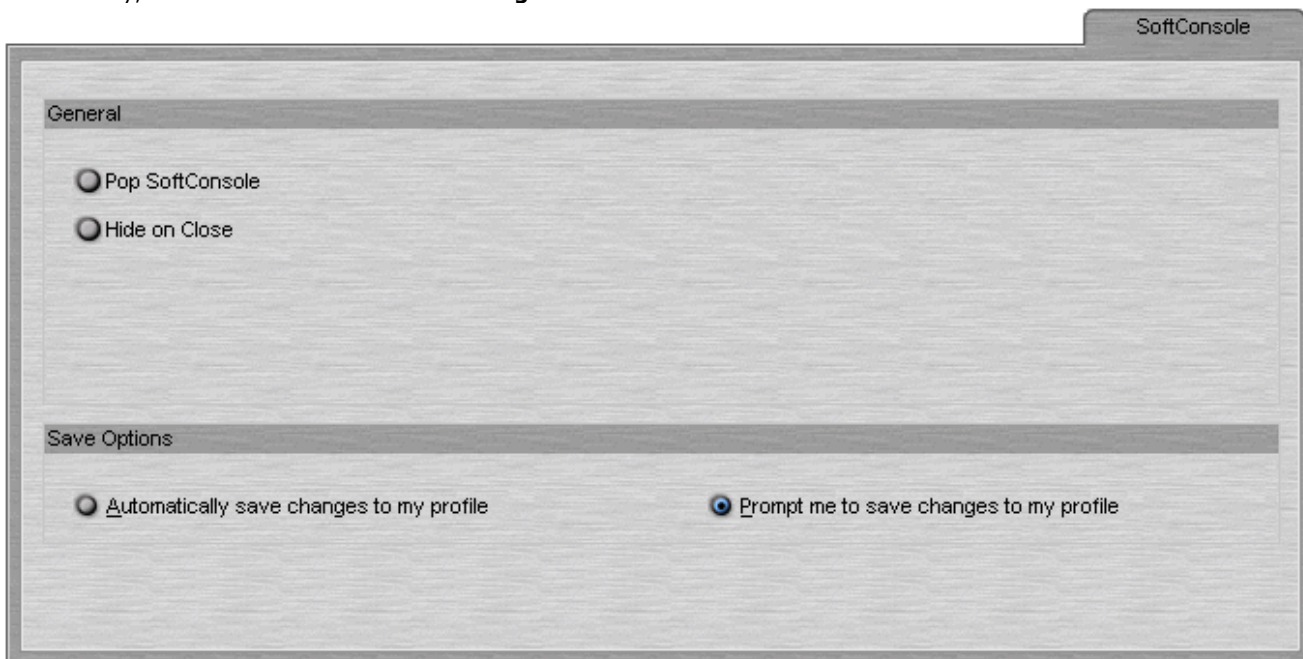 SoftConsole
General
Pop SoftConsole
Hide on Close
Save Options
Automatically save changes to my profile
Prompt me to save changes to my profile